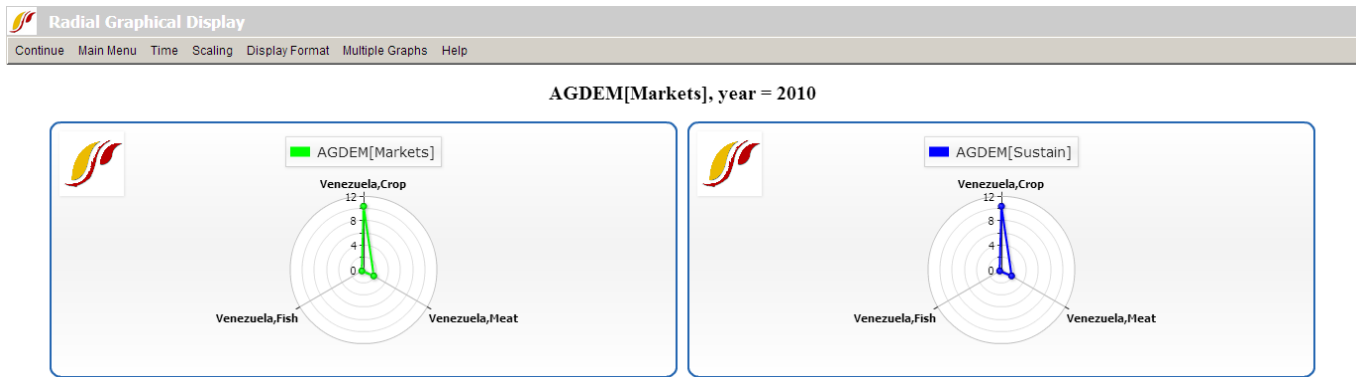 Radial Graphical Display
Continue Main Menu Time Scaling Display Format Multiple Graphs Help
AGDEM[Markets], year = 2010
AGDEM[Markets]
Venezuela,Crop
12
8
4
0
Venezuela,Fish
Venezuela,Meat
AGDEM[Sustain]
Venezuela,Crop
12
8
4
0
Venezuela,Fish
Venezuela,Meat